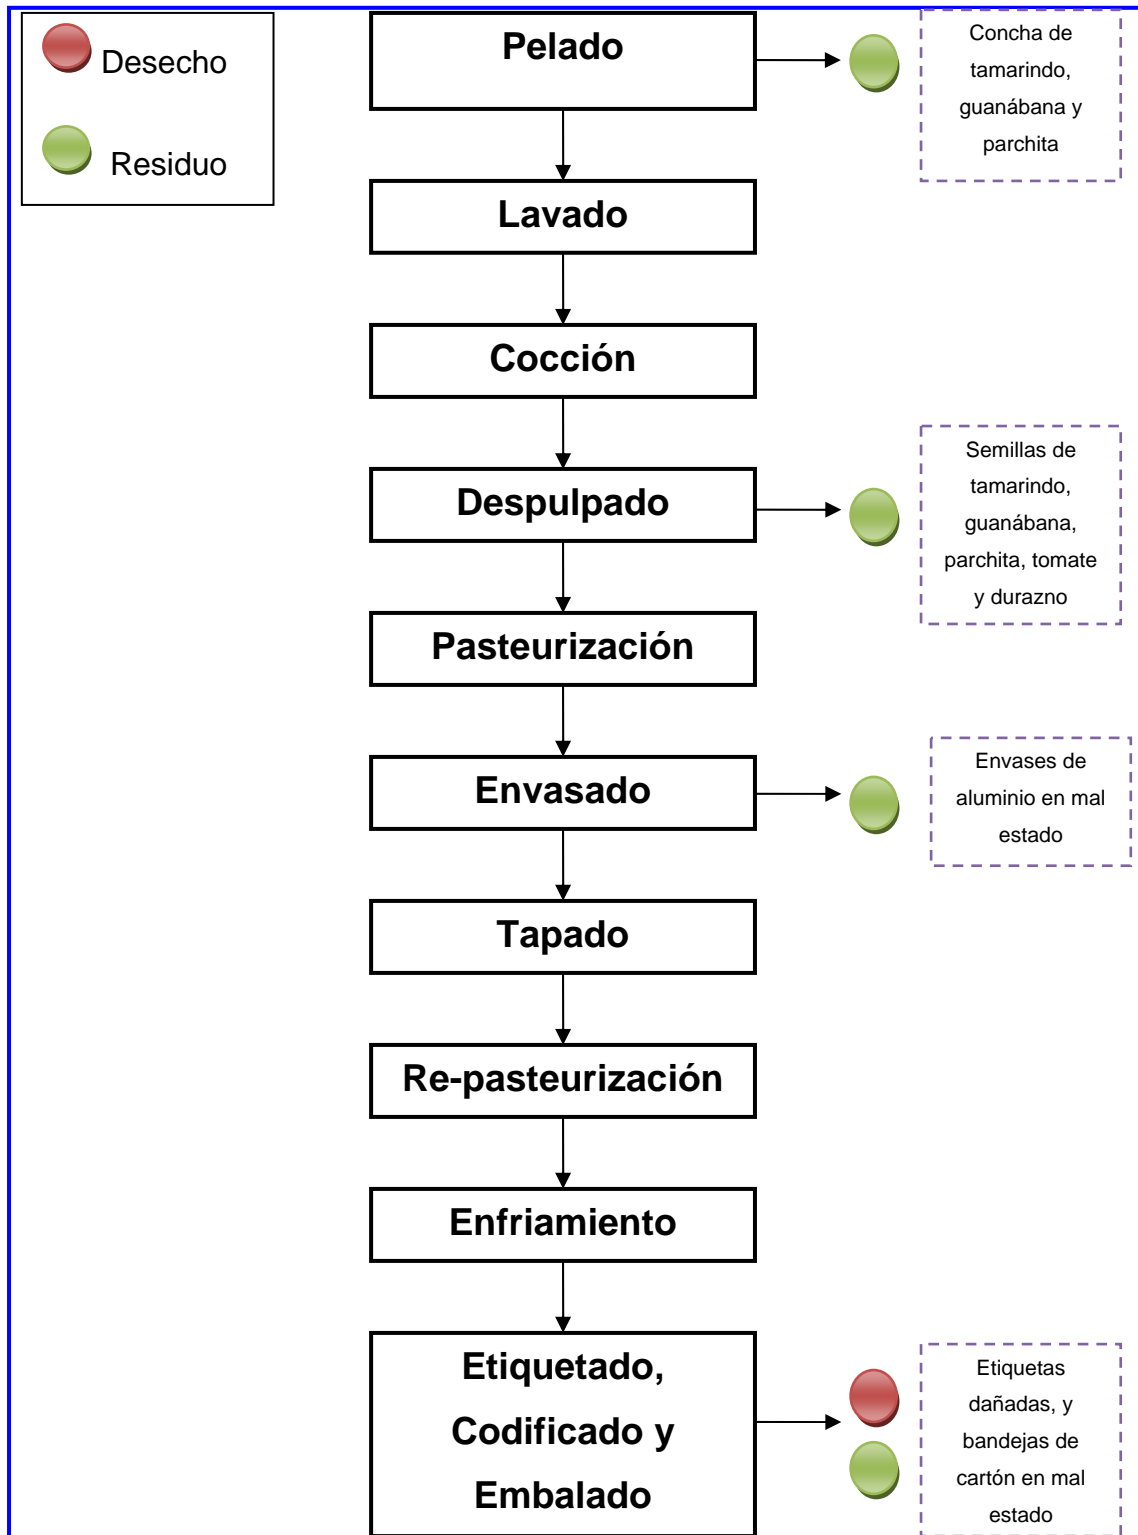 Desecho
Residuo
Pelado
Concha de
tamarindo,
guanábana y
parchita
Lavado
Cocción
Despulpado
Semillas de
tamarindo,
guanábana,
parchita, tomate
y durazno
Pasteurización
Envasado
Envases de
aluminio en mal
estado
Tapado
Re-pasteurización
Enfriamiento
Etiquetado,
Codificado y
Embalado
Etiquetas
dañadas, y
bandejas de
cartón en mal
estado